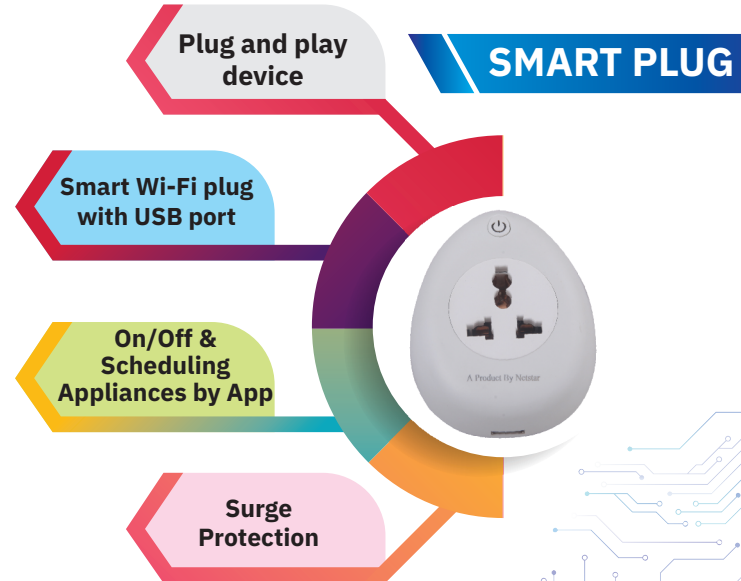 SMART PLUG
Plug and play
device
Smart Wi-Fi plug
with USB port
On/Off &
Scheduling
Appliances by App
Surge
Protection
A Product By Netstar